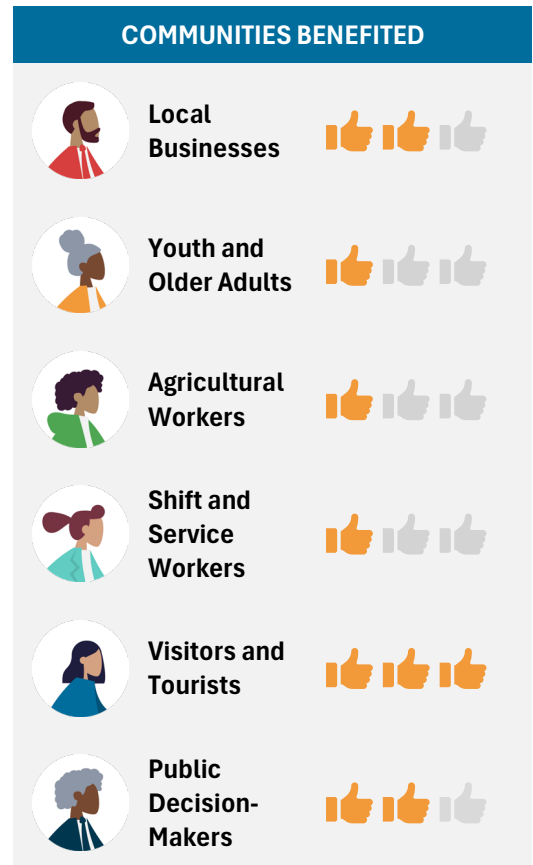 COMMUNITIES BENEFITED
Local
Businesses
Youth and
Older Adults
Agricultural
Workers
Shift and
Service
Workers
Visitors and
Tourists
Public
Decision-
Makers